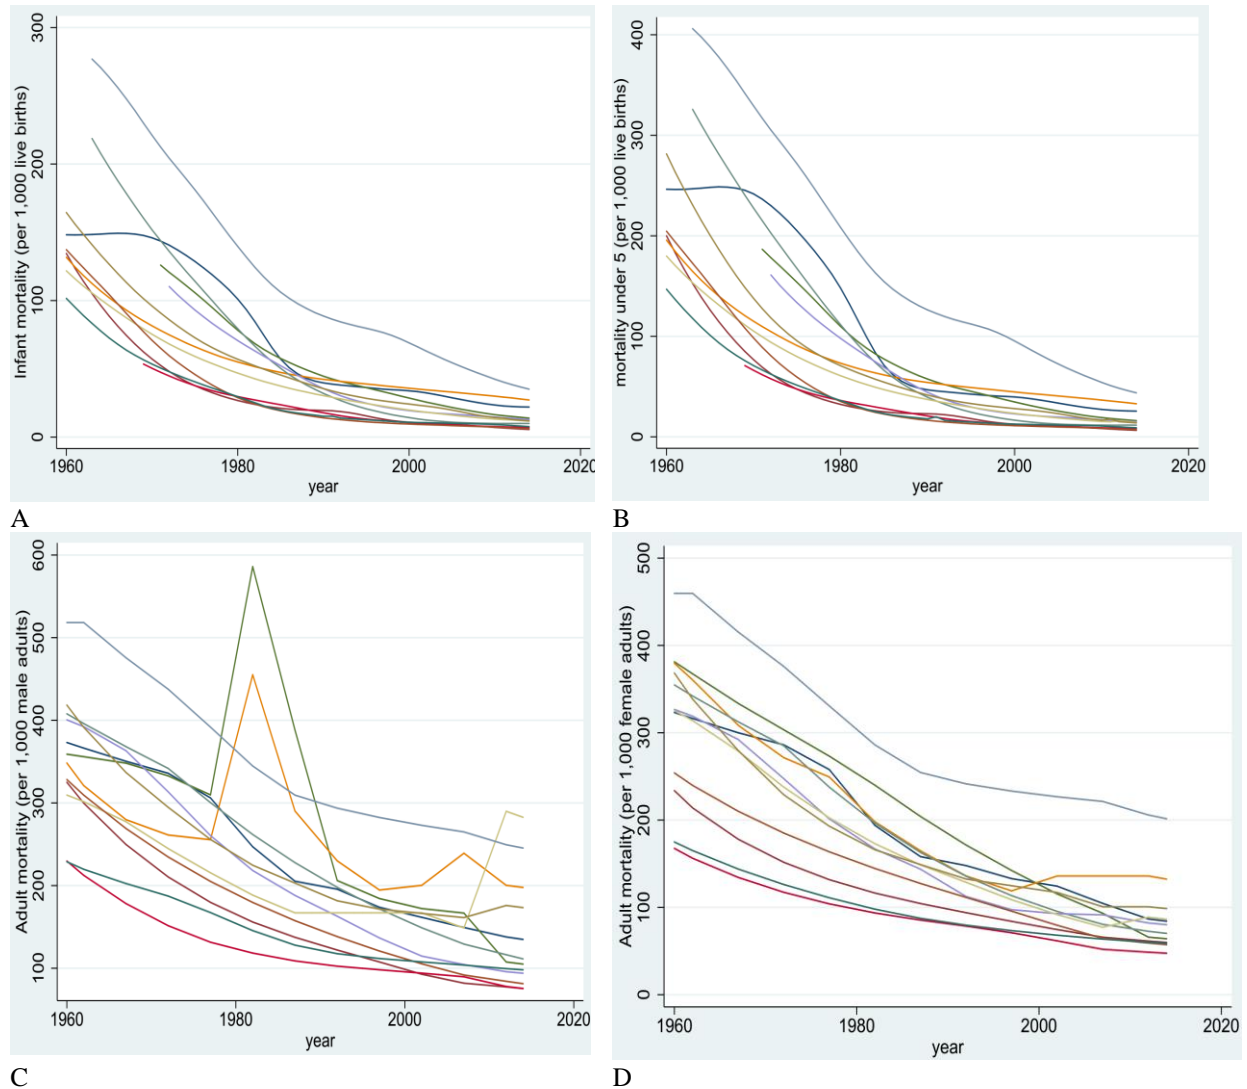 Infant mortality (per 1,000 live births)
300
200
100
0
1960 1980 2000 2020
year
A
mortality under 5 (per 1,000 live births)
400
300
200
100
0
1960 1980 2000 2020
year
B
Adult mortality (per 1,000 male adults)
600
500
400
300
200
100
1960 1980 2000 2020
year
C
Adult mortality (per 1,000 female adults)
500
400
300
200
100
0
1960 1980 2000 2020
year
D